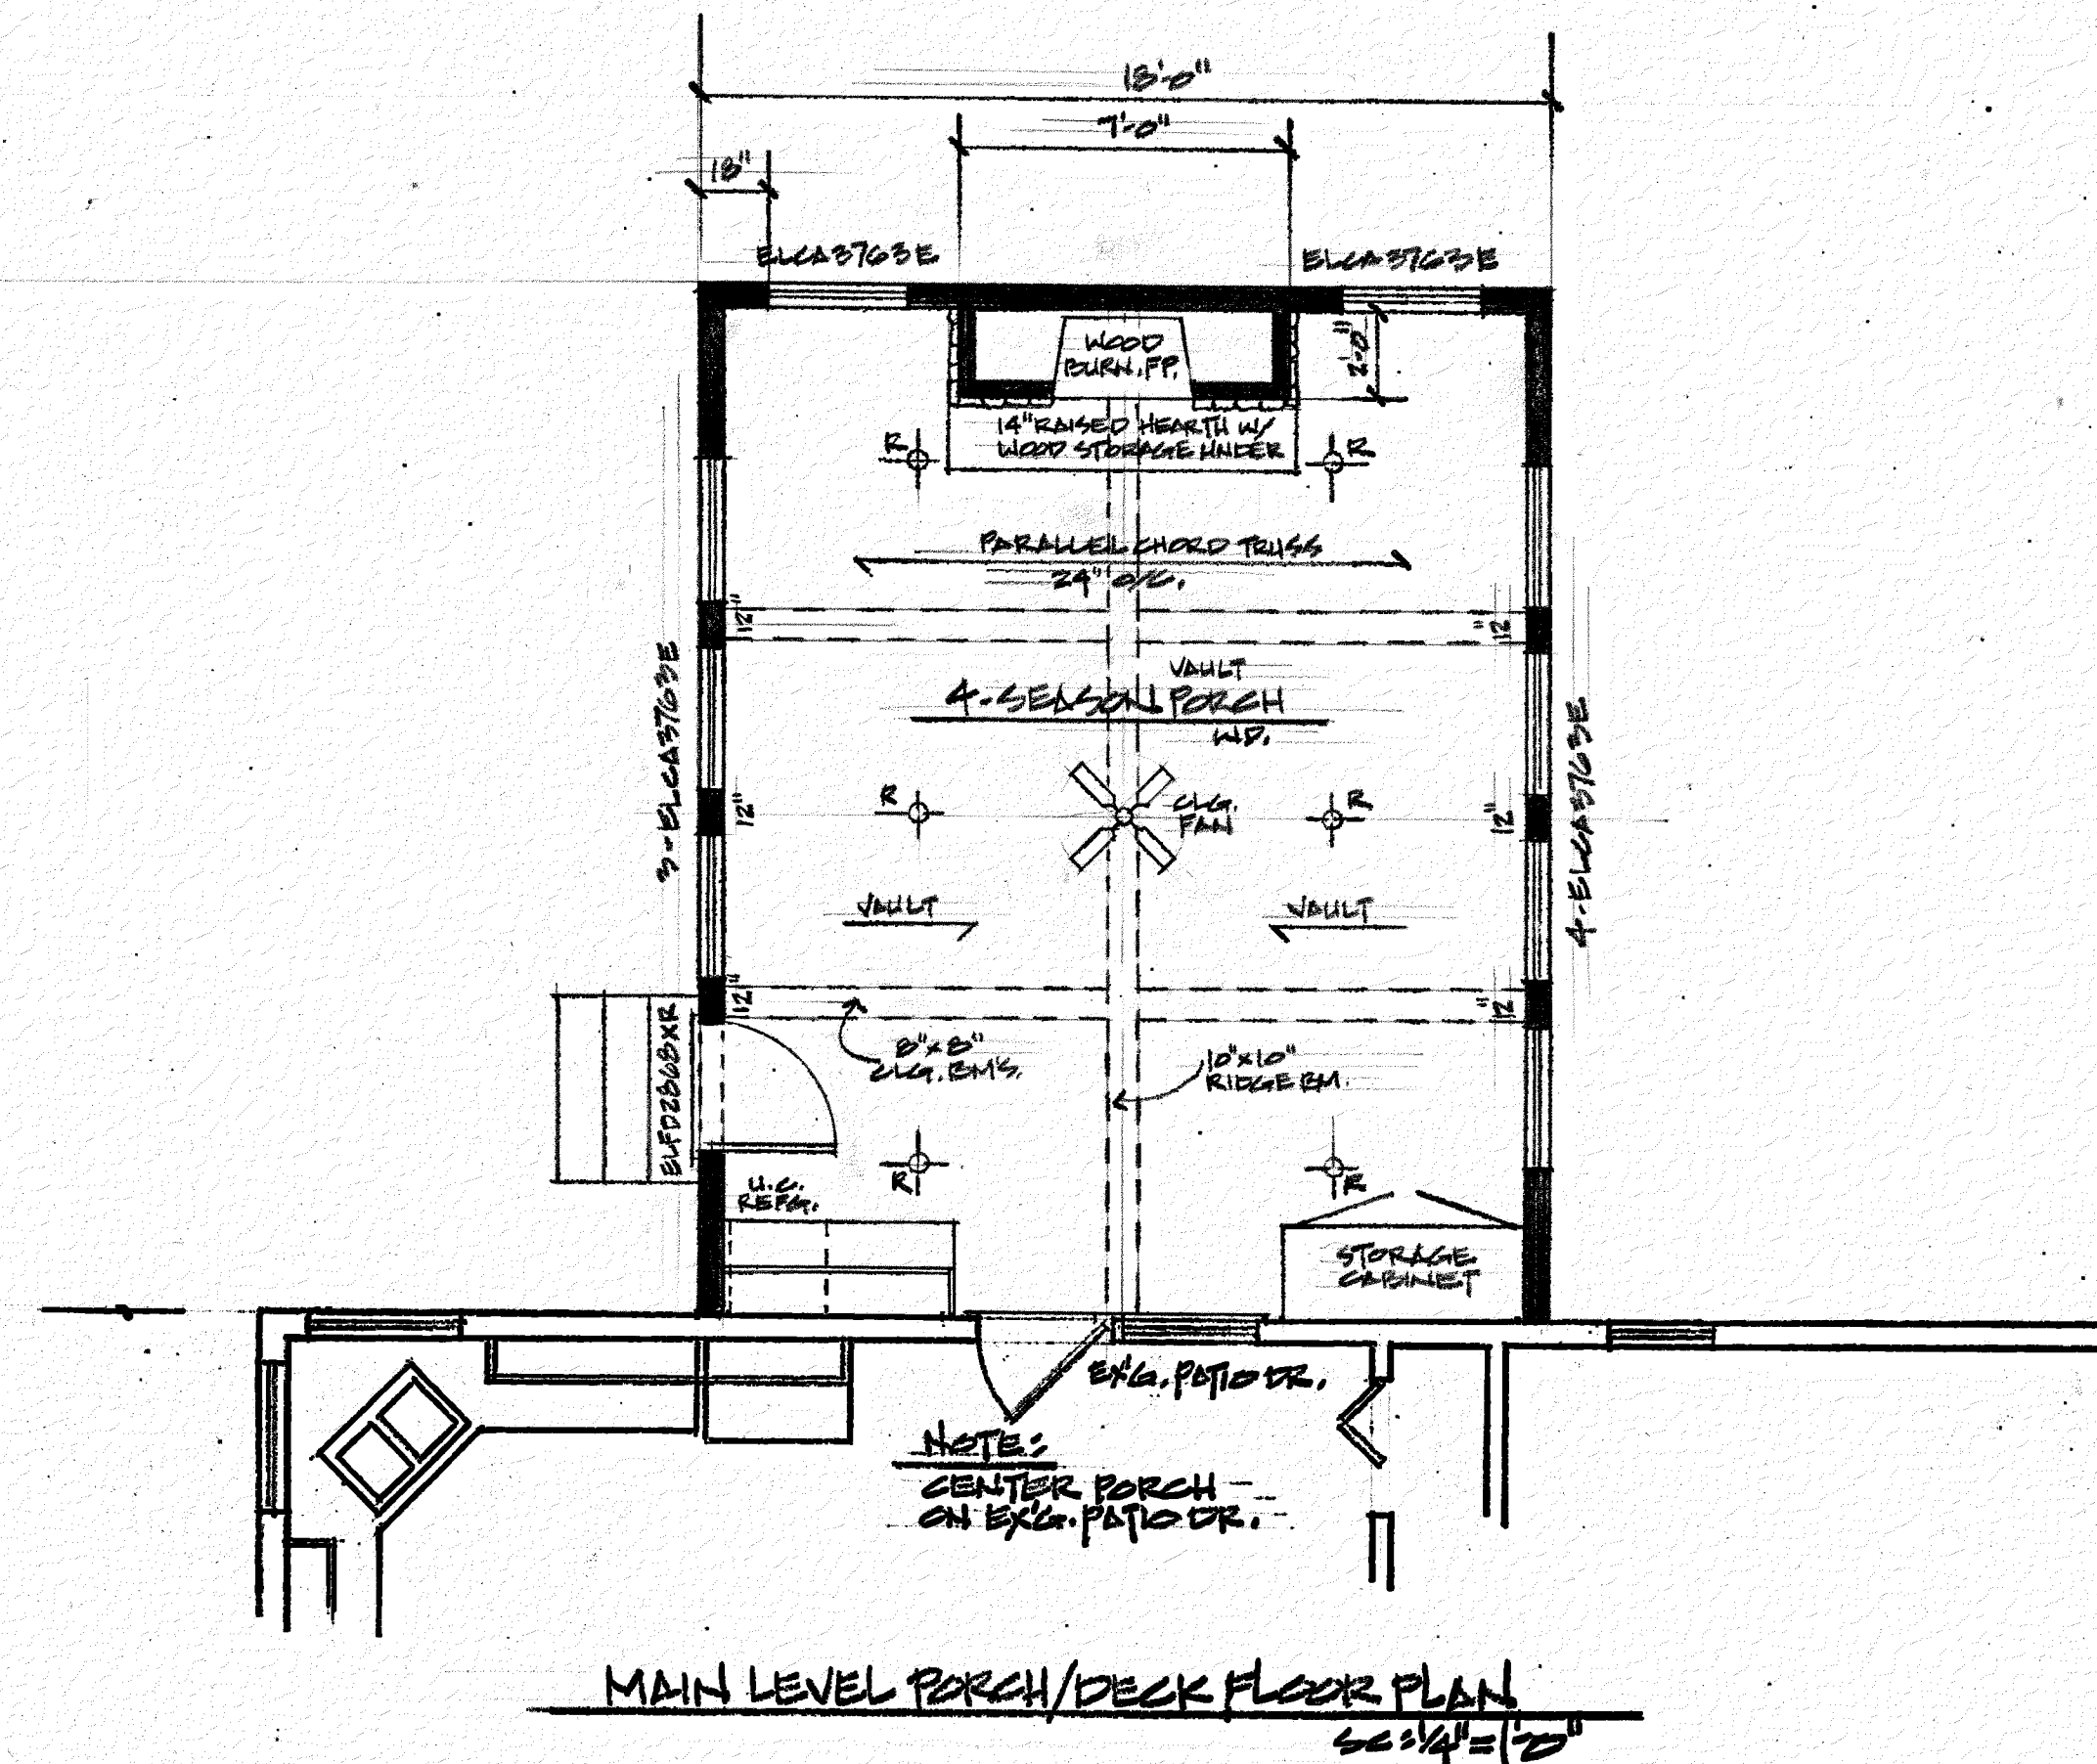 18'-0"
7'-0"
18"
ELCA3763E
ELCA3763E
WOOD
BURN. FP.
2'-0"
14" RAISED HEARTH W/
WOOD STORAGE UNDER
R
R
PARALLEL CHORD TRUSS
24" O/C.
12"
12"
VAULT
4-SEASON PORCH
WD.
3-ELCA3763E
4-ELCA3763E
R
CLG.
FAN
R
12"
12"
VAULT
VAULT
12"
12"
ELFD2868XR
8"x8"
CLG. BM'S.
10"x10"
RIDGE BM.
R
R
U.C.
REFG.
STORAGE
CABINET
EX'G. PATIO DR.
NOTE:
CENTER PORCH
ON EX'G. PATIO DR.
MAIN LEVEL PORCH/DECK FLOOR PLAN
SC: 1/4" = 1'-0"